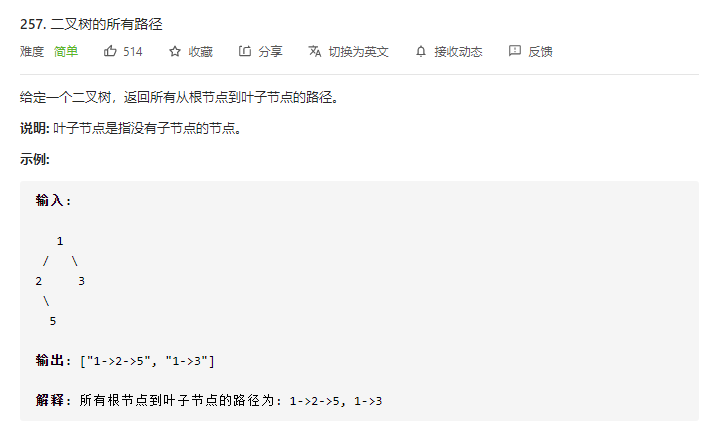 257. 二叉树的所有路径
难度 简单 514 收藏 分享 切换为英文 接收动态 反馈
给定一个二叉树，返回所有从根节点到叶子节点的路径。
说明: 叶子节点是指没有子节点的节点。
示例:
输入:
1
/ \
2 3
\
5
输出: ["1->2->5", "1->3"]
解释: 所有根节点到叶子节点的路径为: 1->2->5, 1->3